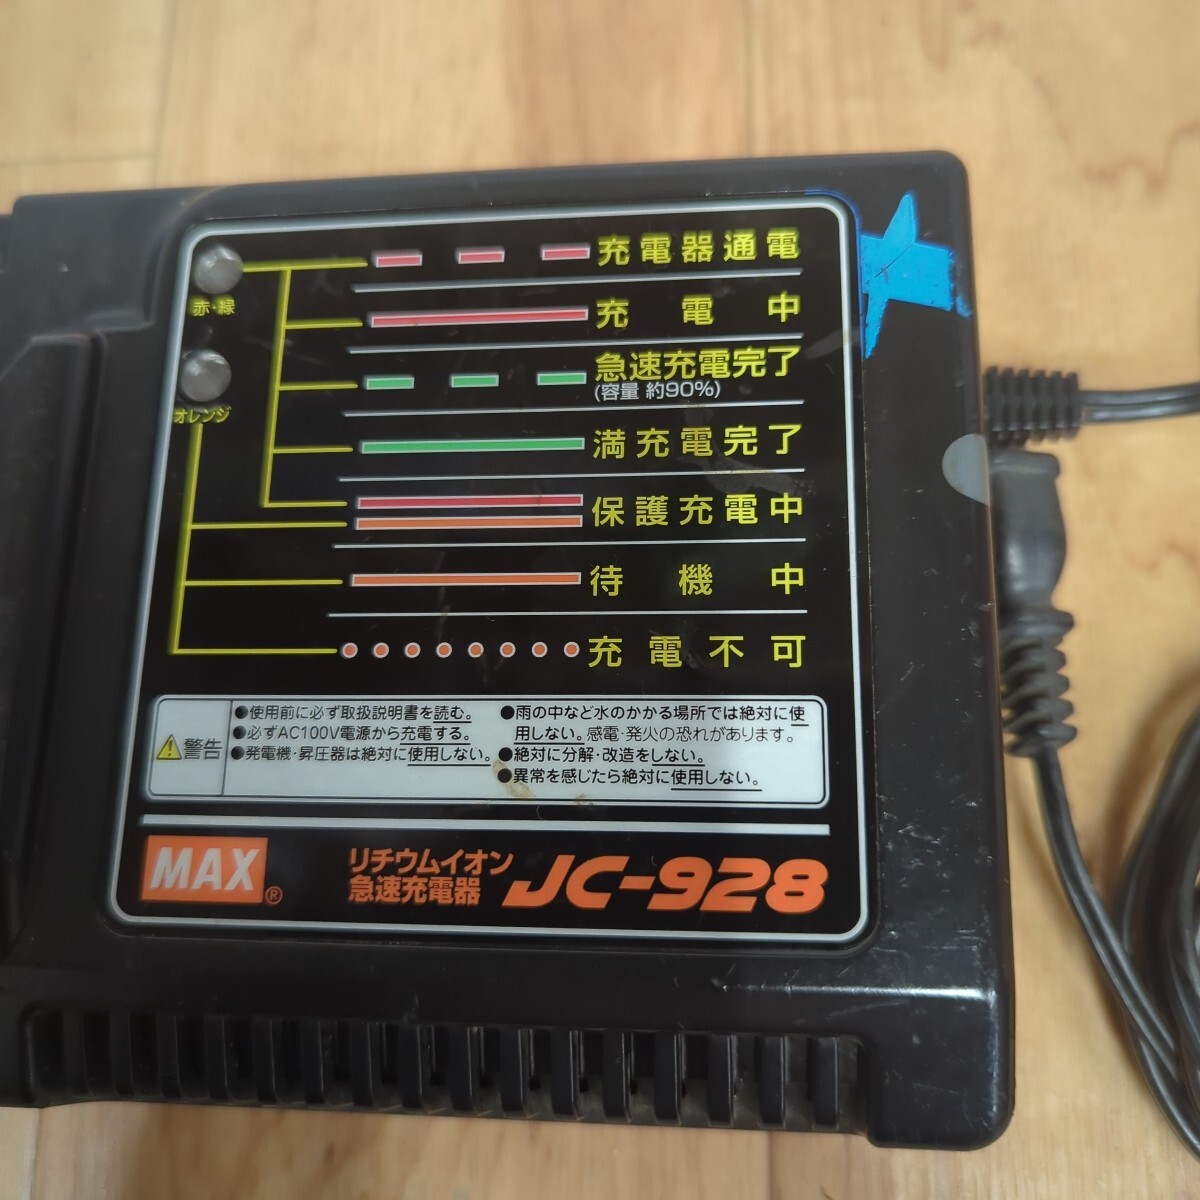 赤・緑
オレンジ
充電器通電
充電中
急速充電完了
(容量 約90%)
満充電完了
保護充電中
待機中
充電不可
警告
●使用前に必ず取扱説明書を読む。
●必ずAC100V電源から充電する。
●発電機・昇圧器は絶対に使用しない。
●雨の中など水のかかる場所では絶対に使
用しない。感電・発火の恐れがあります。
●絶対に分解・改造をしない。
●異常を感じたら絶対に使用しない。
MAX®
リチウムイオン
急速充電器
JC-928